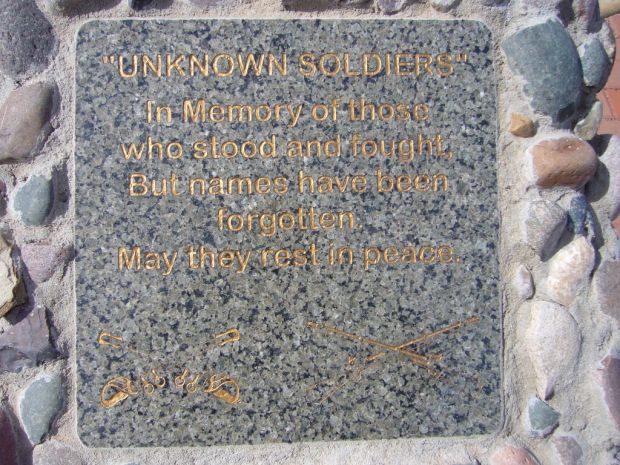 "UNKNOWN SOLDIERS"
In Memory of those
who stood and fought,
But names have been
forgotten.
May they rest in peace.